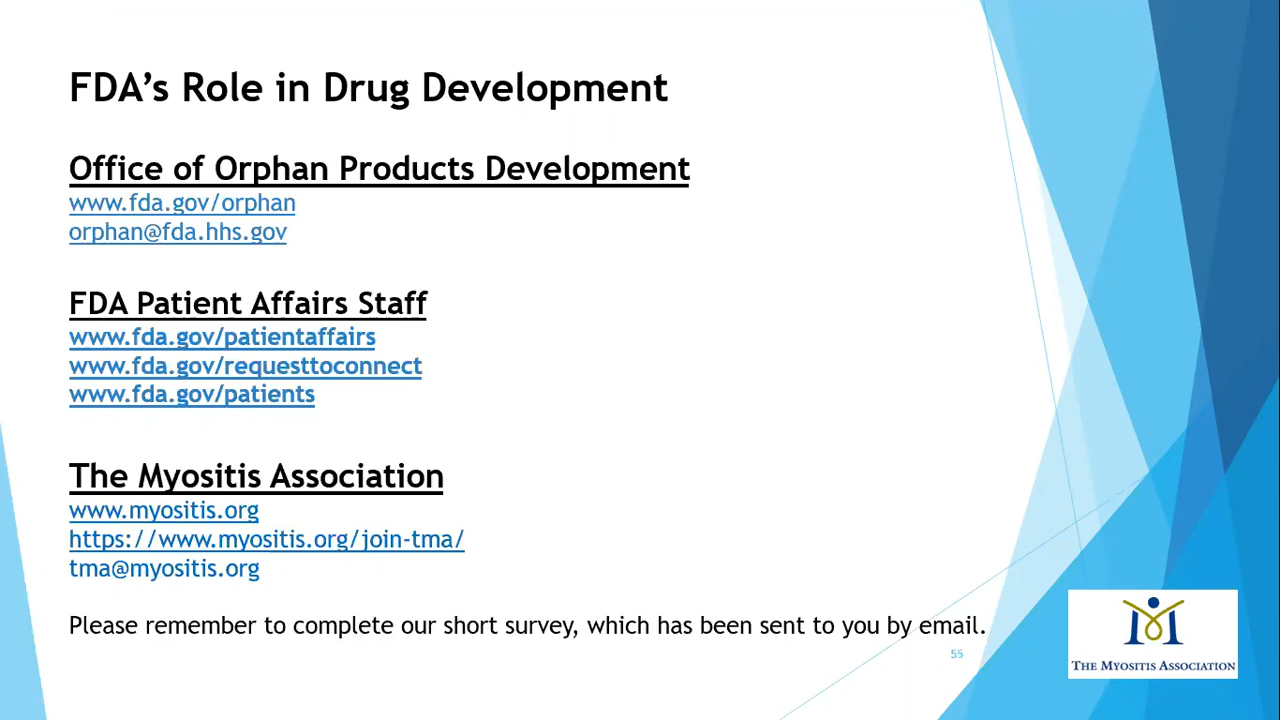 FDA’s Role in Drug Development
Office of Orphan Products Development
www.fda.gov/orphan
orphan@fda.hhs.gov
FDA Patient Affairs Staff
www.fda.gov/patientaffairs
www.fda.gov/requesttoconnect
www.fda.gov/patients
The Myositis Association
www.myositis.org
https://www.myositis.org/join-tma/
tma@myositis.org
Please remember to complete our short survey, which has been sent to you by email.
55
THE MYOSITIS ASSOCIATION